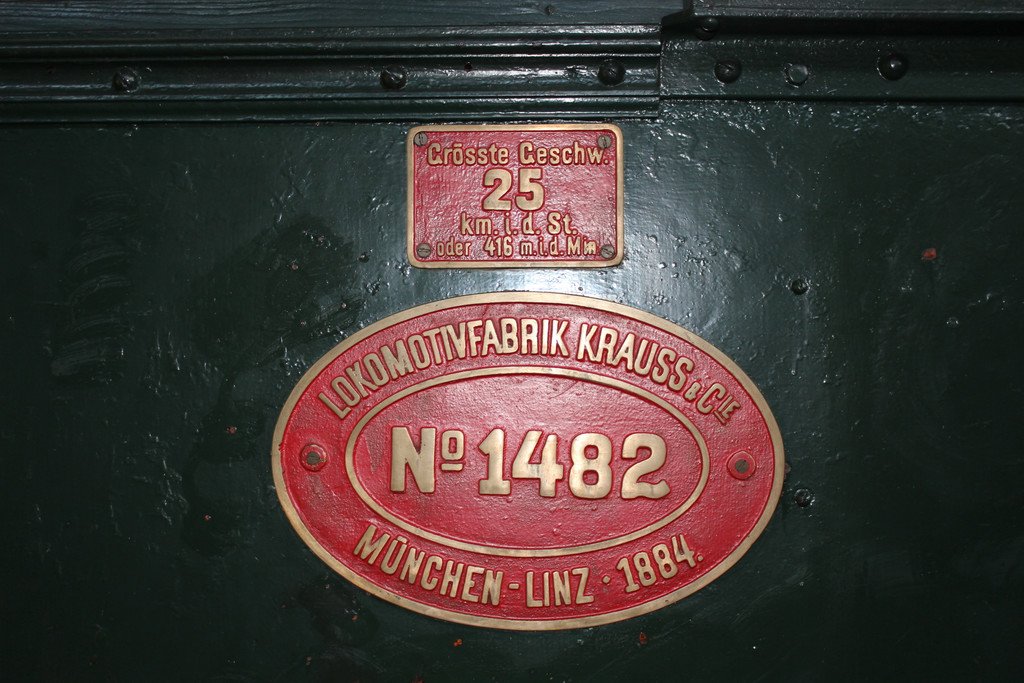 Grösste Geschw.
25
km. i. d. St.
oder 416 m. i. d. Min
LOKOMOTIVFABRIK KRAUSS & CIE
Nº 1482
MÜNCHEN - LINZ · 1884.